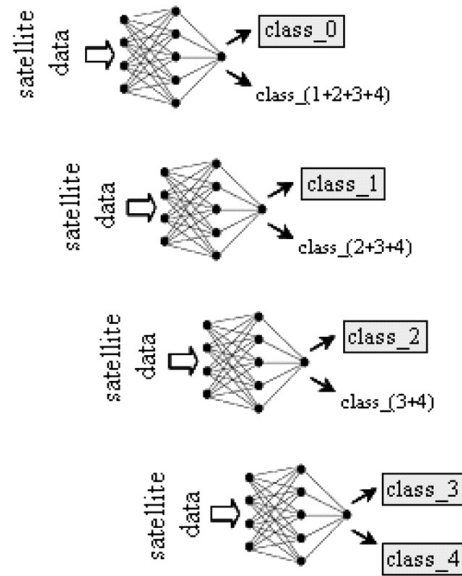 satellite
data
class_0
class_(1+2+3+4)
satellite
data
class_1
class_(2+3+4)
satellite
data
class_2
class_(3+4)
satellite
data
class_3
class_4